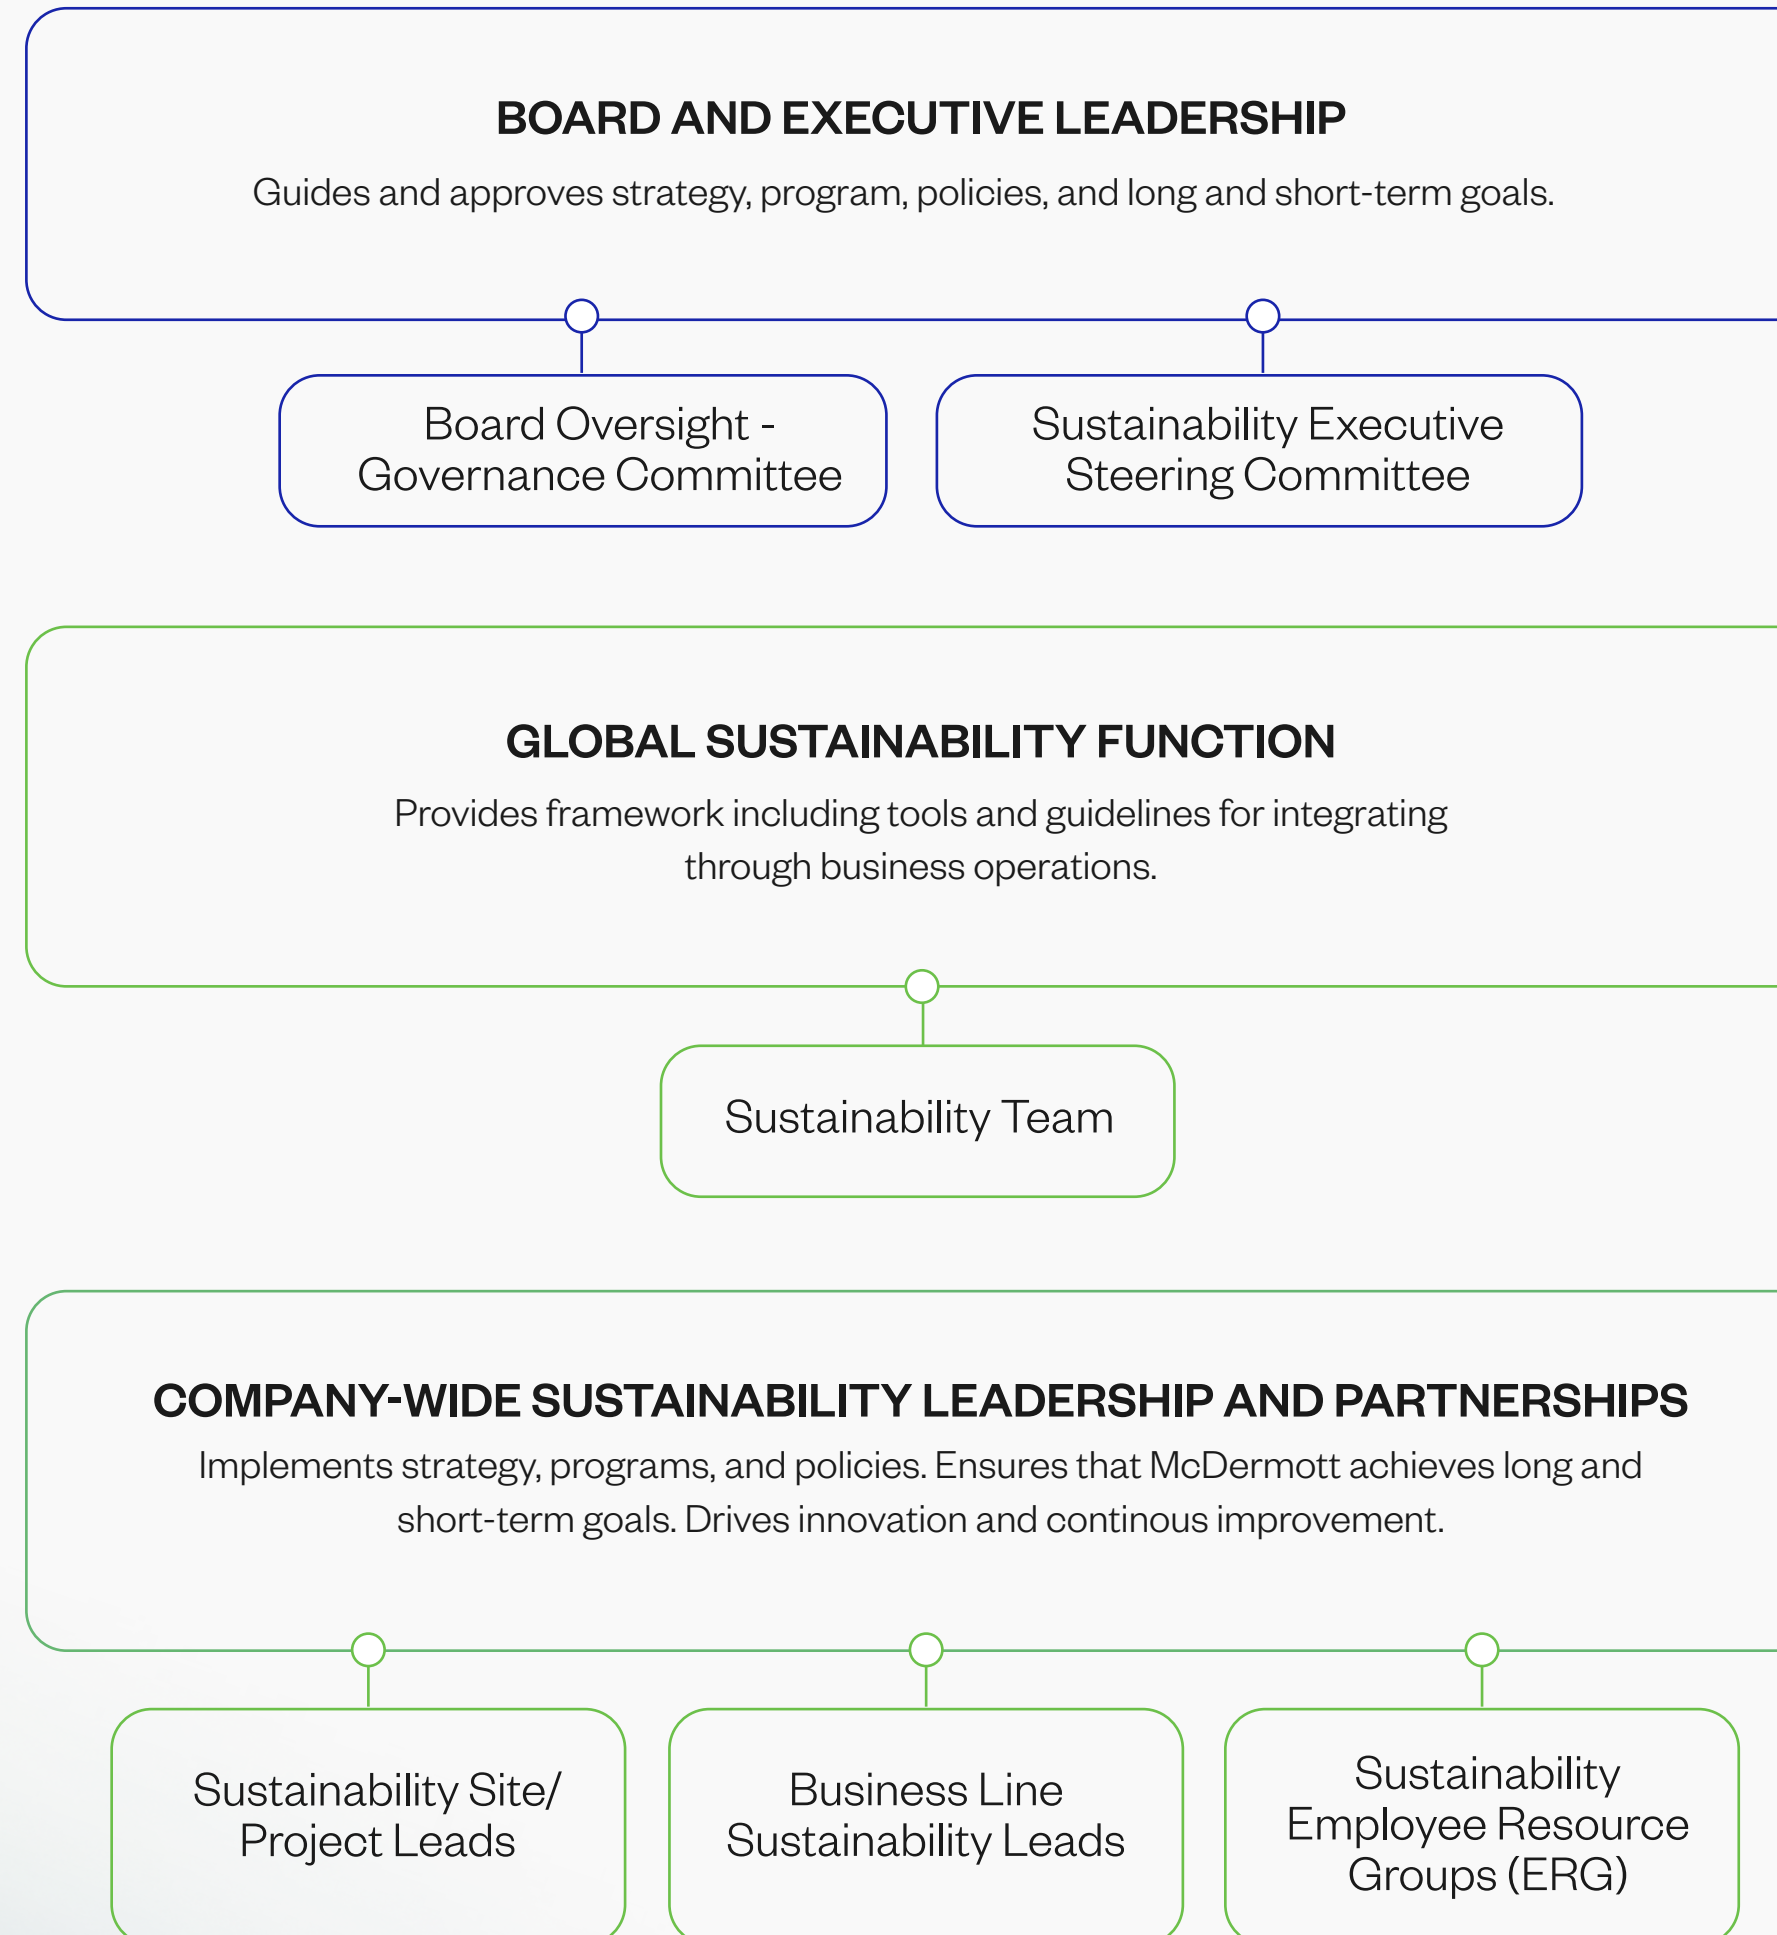 BOARD AND EXECUTIVE LEADERSHIP
Guides and approves strategy, program, policies, and long and short-term goals.
Board Oversight -
Governance Committee
Sustainability Executive
Steering Committee
GLOBAL SUSTAINABILITY FUNCTION
Provides framework including tools and guidelines for integrating
through business operations.
Sustainability Team
COMPANY-WIDE SUSTAINABILITY LEADERSHIP AND PARTNERSHIPS
Implements strategy, programs, and policies. Ensures that McDermott achieves long and
short-term goals. Drives innovation and continous improvement.
Sustainability Site/
Project Leads
Business Line
Sustainability Leads
Sustainability
Employee Resource
Groups (ERG)